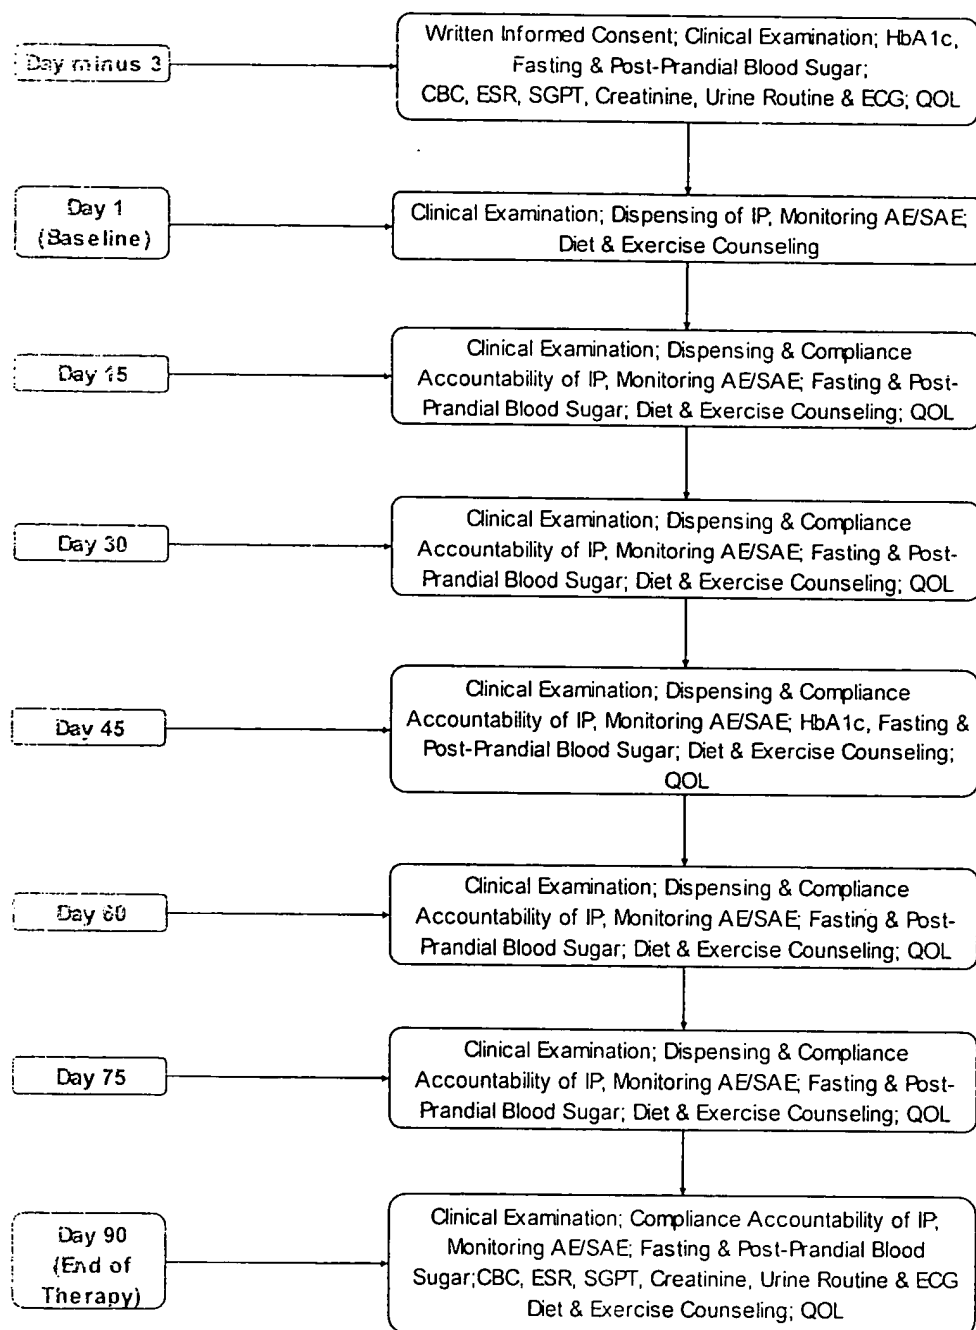 Day minus 3
Written Informed Consent; Clinical Examination; HbA1c,
Fasting & Post-Prandial Blood Sugar;
CBC, ESR, SGPT, Creatinine, Urine Routine & ECG; QOL
Day 1
(Baseline)
Clinical Examination; Dispensing of IP, Monitoring AE/SAE;
Diet & Exercise Counseling
Day 15
Clinical Examination; Dispensing & Compliance
Accountability of IP, Monitoring AE/SAE; Fasting & Post-
Prandial Blood Sugar; Diet & Exercise Counseling; QOL
Day 30
Clinical Examination; Dispensing & Compliance
Accountability of IP, Monitoring AE/SAE; Fasting & Post-
Prandial Blood Sugar; Diet & Exercise Counseling; QOL
Day 45
Clinical Examination; Dispensing & Compliance
Accountability of IP, Monitoring AE/SAE; HbA1c, Fasting &
Post-Prandial Blood Sugar; Diet & Exercise Counseling;
QOL
Day 60
Clinical Examination; Dispensing & Compliance
Accountability of IP, Monitoring AE/SAE; Fasting & Post-
Prandial Blood Sugar; Diet & Exercise Counseling; QOL
Day 75
Clinical Examination; Dispensing & Compliance
Accountability of IP, Monitoring AE/SAE; Fasting & Post-
Prandial Blood Sugar; Diet & Exercise Counseling; QOL
Day 90
(End of
Therapy)
Clinical Examination; Compliance Accountability of IP,
Monitoring AE/SAE; Fasting & Post-Prandial Blood
Sugar;CBC, ESR, SGPT, Creatinine, Urine Routine & ECG
Diet & Exercise Counseling; QOL